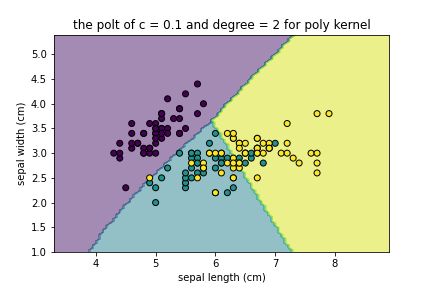 the polt of c = 0.1 and degree = 2 for poly kernel
sepal width (cm)
5.0
4.5
4.0
3.5
3.0
2.5
2.0
1.5
1.0
4 5 6 7 8
sepal length (cm)